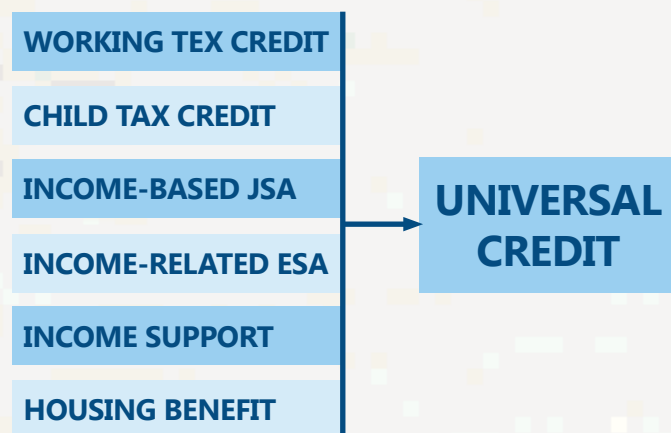 WORKING TEX CREDIT
CHILD TAX CREDIT
INCOME-BASED JSA
INCOME-RELATED ESA
INCOME SUPPORT
HOUSING BENEFIT
UNIVERSAL
CREDIT